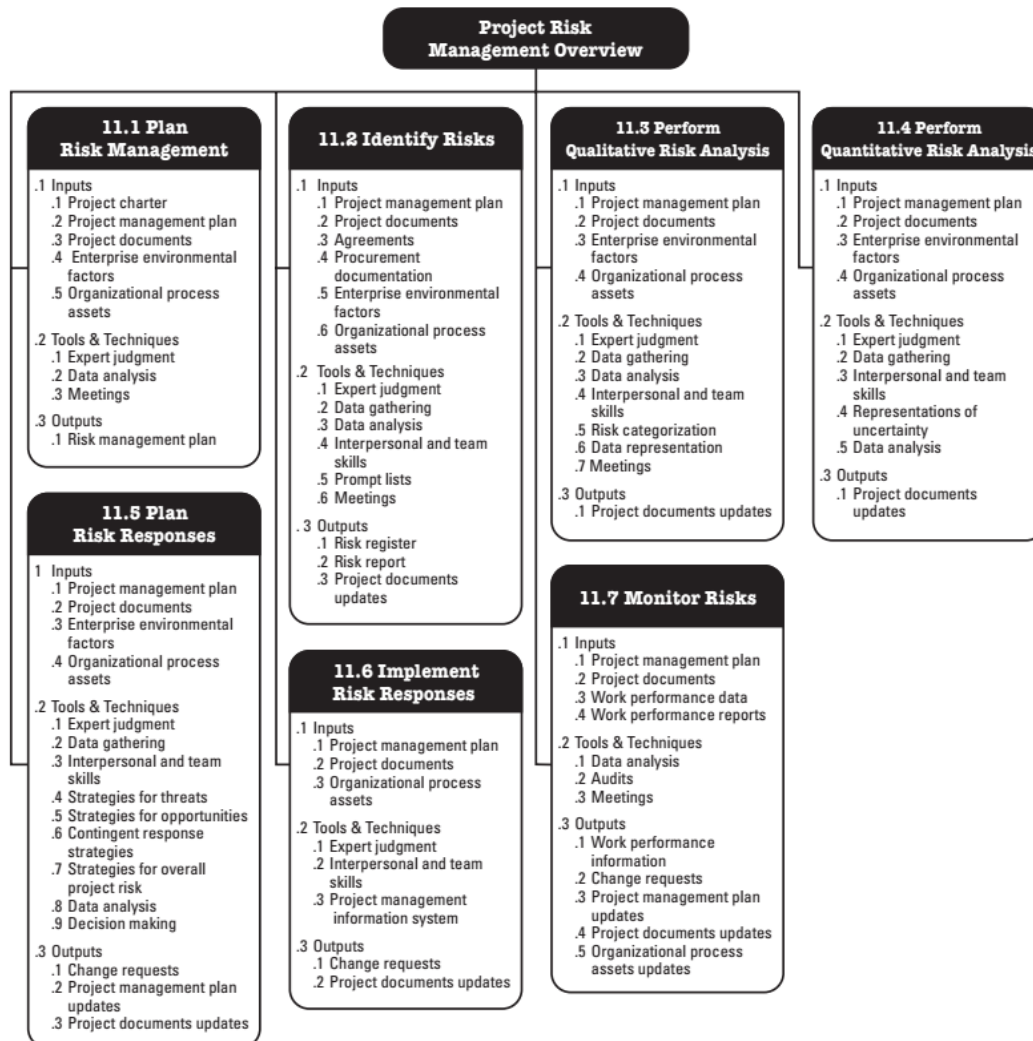 Project Risk
Management Overview
11.1 Plan
Risk Management
.1 Inputs
.1 Project charter
.2 Project management plan
.3 Project documents
.4 Enterprise environmental
factors
.5 Organizational process
assets
.2 Tools & Techniques
.1 Expert judgment
.2 Data analysis
.3 Meetings
.3 Outputs
.1 Risk management plan
11.2 Identify Risks
.1 Inputs
.1 Project management plan
.2 Project documents
.3 Agreements
.4 Procurement
documentation
.5 Enterprise environmental
factors
.6 Organizational process
assets
.2 Tools & Techniques
.1 Expert judgment
.2 Data gathering
.3 Data analysis
.4 Interpersonal and team
skills
.5 Prompt lists
.6 Meetings
. 3 Outputs
.1 Risk register
.2 Risk report
.3 Project documents
updates
11.3 Perform
Qualitative Risk Analysis
.1 Inputs
.1 Project management plan
.2 Project documents
.3 Enterprise environmental
factors
.4 Organizational process
assets
.2 Tools & Techniques
.1 Expert judgment
.2 Data gathering
.3 Data analysis
.4 Interpersonal and team
skills
.5 Risk categorization
.6 Data representation
.7 Meetings
.3 Outputs
.1 Project documents updates
11.4 Perform
Quantitative Risk Analysis
.1 Inputs
.1 Project management plan
.2 Project documents
.3 Enterprise environmental
factors
.4 Organizational process
assets
.2 Tools & Techniques
.1 Expert judgment
.2 Data gathering
.3 Interpersonal and team
skills
.4 Representations of
uncertainty
.5 Data analysis
.3 Outputs
.1 Project documents
updates
11.5 Plan
Risk Responses
1 Inputs
.1 Project management plan
.2 Project documents
.3 Enterprise environmental
factors
.4 Organizational process
assets
.2 Tools & Techniques
.1 Expert judgment
.2 Data gathering
.3 Interpersonal and team
skills
.4 Strategies for threats
.5 Strategies for opportunities
.6 Contingent response
strategies
.7 Strategies for overall
project risk
.8 Data analysis
.9 Decision making
.3 Outputs
.1 Change requests
.2 Project management plan
updates
.3 Project documents updates
11.6 Implement
Risk Responses
.1 Inputs
.1 Project management plan
.2 Project documents
.3 Organizational process
assets
.2 Tools & Techniques
.1 Expert judgment
.2 Interpersonal and team
skills
.3 Project management
information system
.3 Outputs
.1 Change requests
.2 Project documents updates
11.7 Monitor Risks
.1 Inputs
.1 Project management plan
.2 Project documents
.3 Work performance data
.4 Work performance reports
.2 Tools & Techniques
.1 Data analysis
.2 Audits
.3 Meetings
.3 Outputs
.1 Work performance
information
.2 Change requests
.3 Project management plan
updates
.4 Project documents updates
.5 Organizational process
assets updates